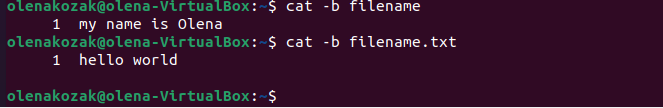 olenakozak@olena-VirtualBox:~$ cat -b filename
     1  my name is Olena
olenakozak@olena-VirtualBox:~$ cat -b filename.txt
     1  hello world

olenakozak@olena-VirtualBox:~$